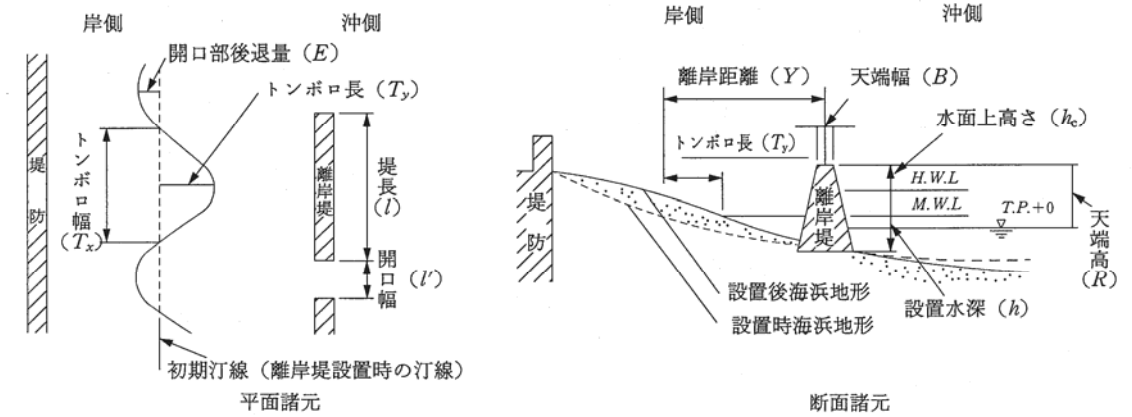 岸側
沖側
開口部後退量（E）
トンボロ長（Ty）
トンボロ幅（Tx）
堤防
離岸堤
堤長（l）
開口幅（l′）
初期汀線（離岸堤設置時の汀線）
平面諸元
岸側
沖側
離岸距離（Y）
天端幅（B）
水面上高さ（hc）
トンボロ長（Ty）
H.W.L
M.W.L
T.P.+0
堤防
離岸堤
天端高（R）
設置後海浜地形
設置水深（h）
設置時海浜地形
断面諸元